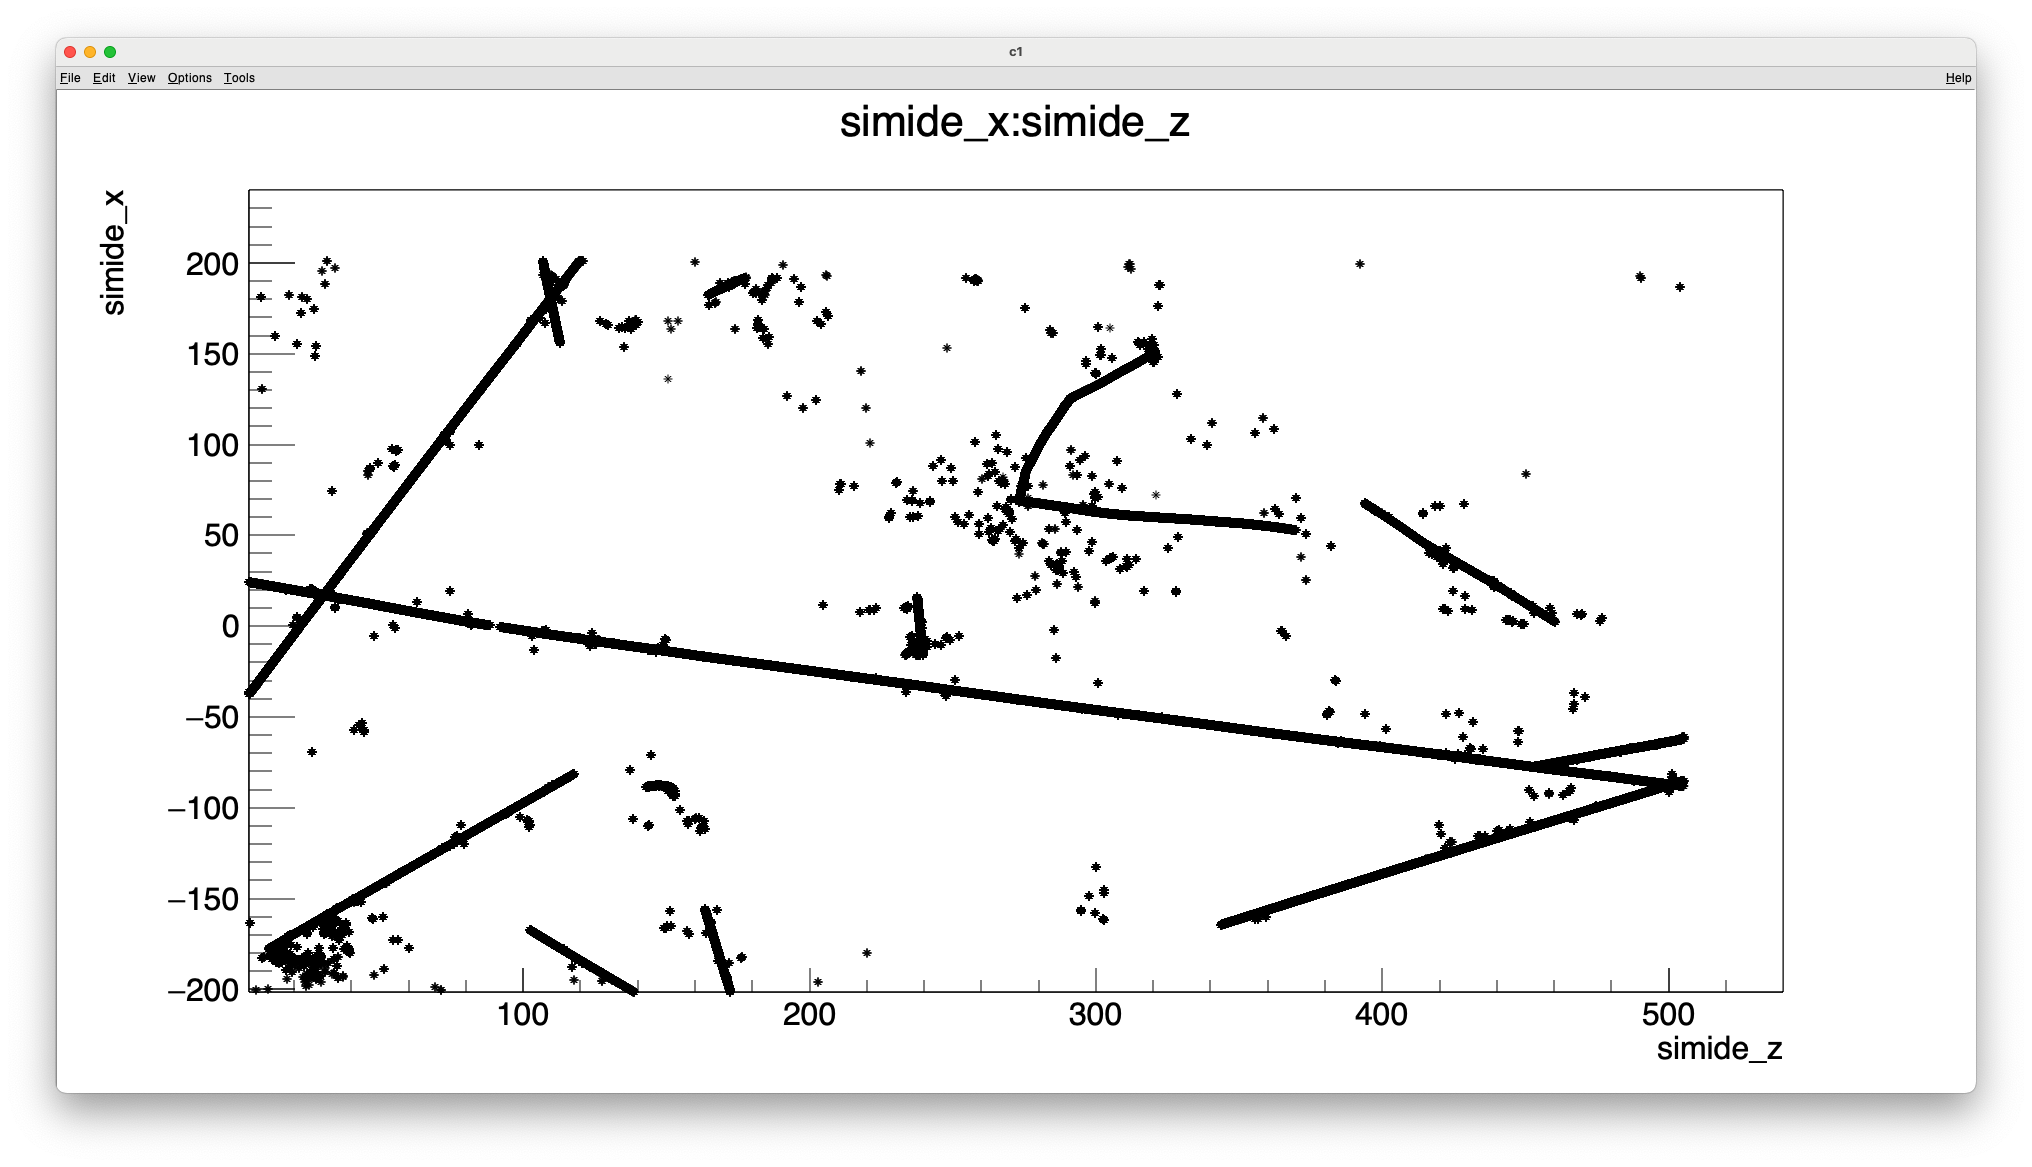 c1
File Edit View Options Tools Help
simide_x:simide_z
simide_x
200
150
100
50
0
−50
−100
−150
−200
100 200 300 400 500
simide_z